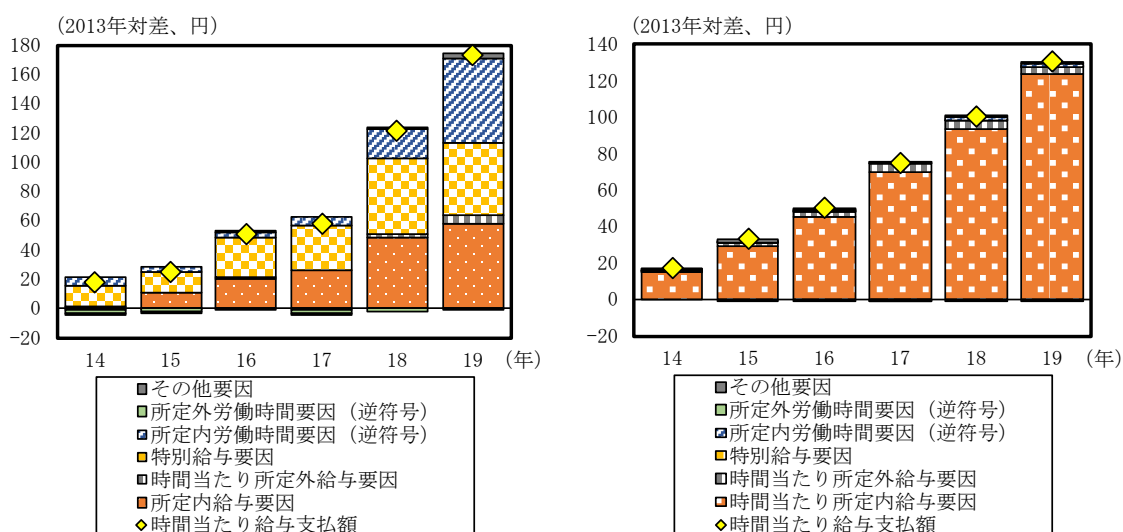 (2013年対差、円)
180
160
140
120
100
80
60
40
20
0
-20
14 15 16 17 18 19 (年)
■その他要因
■所定外労働時間要因（逆符号）
■所定内労働時間要因（逆符号）
■特別給与要因
■時間当たり所定外給与要因
■所定内給与要因
◇時間当たり給与支払額
(2013年対差、円)
140
120
100
80
60
40
20
0
-20
14 15 16 17 18 19 (年)
■その他要因
■所定外労働時間要因（逆符号）
■所定内労働時間要因（逆符号）
■特別給与要因
■時間当たり所定外給与要因
■時間当たり所定内給与要因
◇時間当たり給与支払額